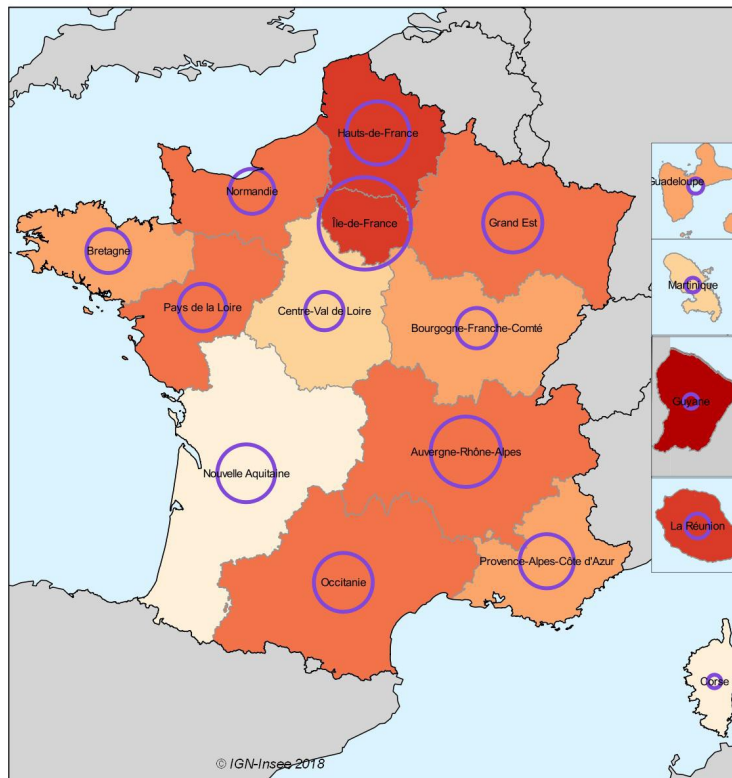 Hauts-de-France
Normandie
Île-de-France
Grand Est
Bretagne
Pays de la Loire
Centre-Val de Loire
Bourgogne-Franche-Comté
Auvergne-Rhône-Alpes
Nouvelle Aquitaine
Provence-Alpes-Côte d'Azur
Occitanie
Guadeloupe
Martinique
Guyane
La Réunion
Corse
© IGN-Insee 2018